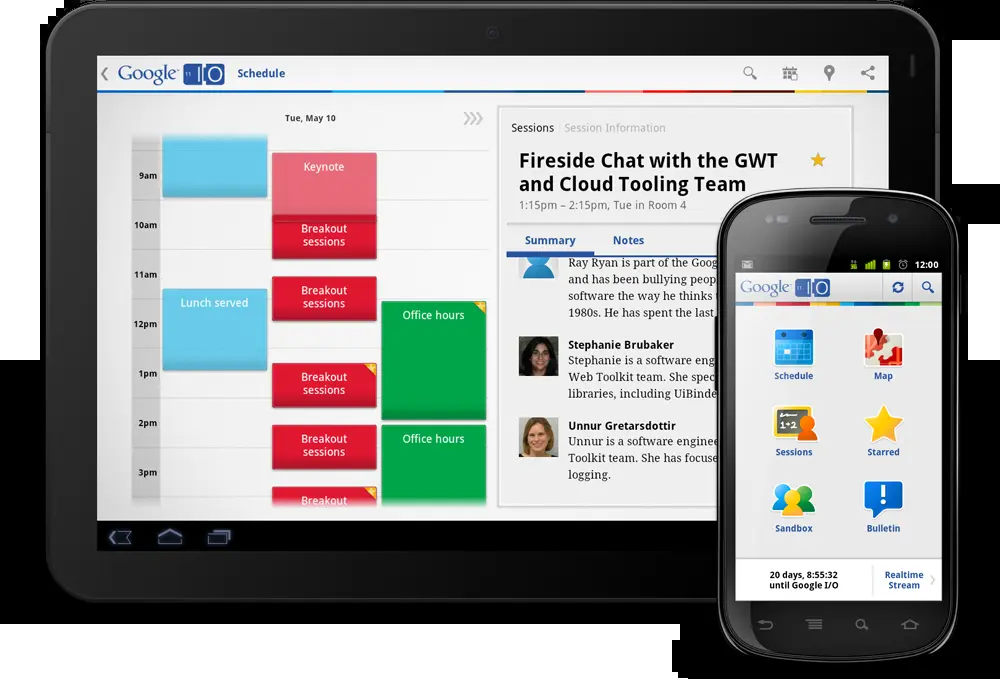 Google 11 IO Schedule
Tue, May 10
9am
10am
11am
12pm
1pm
2pm
3pm
Lunch served
Keynote
Breakout
sessions
Breakout
sessions
Breakout
sessions
Breakout
sessions
Breakout
Office hours
Office hours
Sessions Session Information
Fireside Chat with the GWT
and Cloud Tooling Team
1:15pm – 2:15pm, Tue in Room 4
Summary Notes
Ray Ryan is part of the Goog
and has been bullying peop
software the way he thinks
1980s. He has spent the last
Stephanie Brubaker
Stephanie is a software eng
Web Toolkit team. She spec
libraries, including UiBinde
Unnur Gretarsdottir
Unnur is a software enginee
Toolkit team. She has focuse
logging.
12:00
Google 11 IO
Schedule Map
1+2
Sessions Starred
Sandbox Bulletin
20 days, 8:55:32
until Google I/O
Realtime
Stream